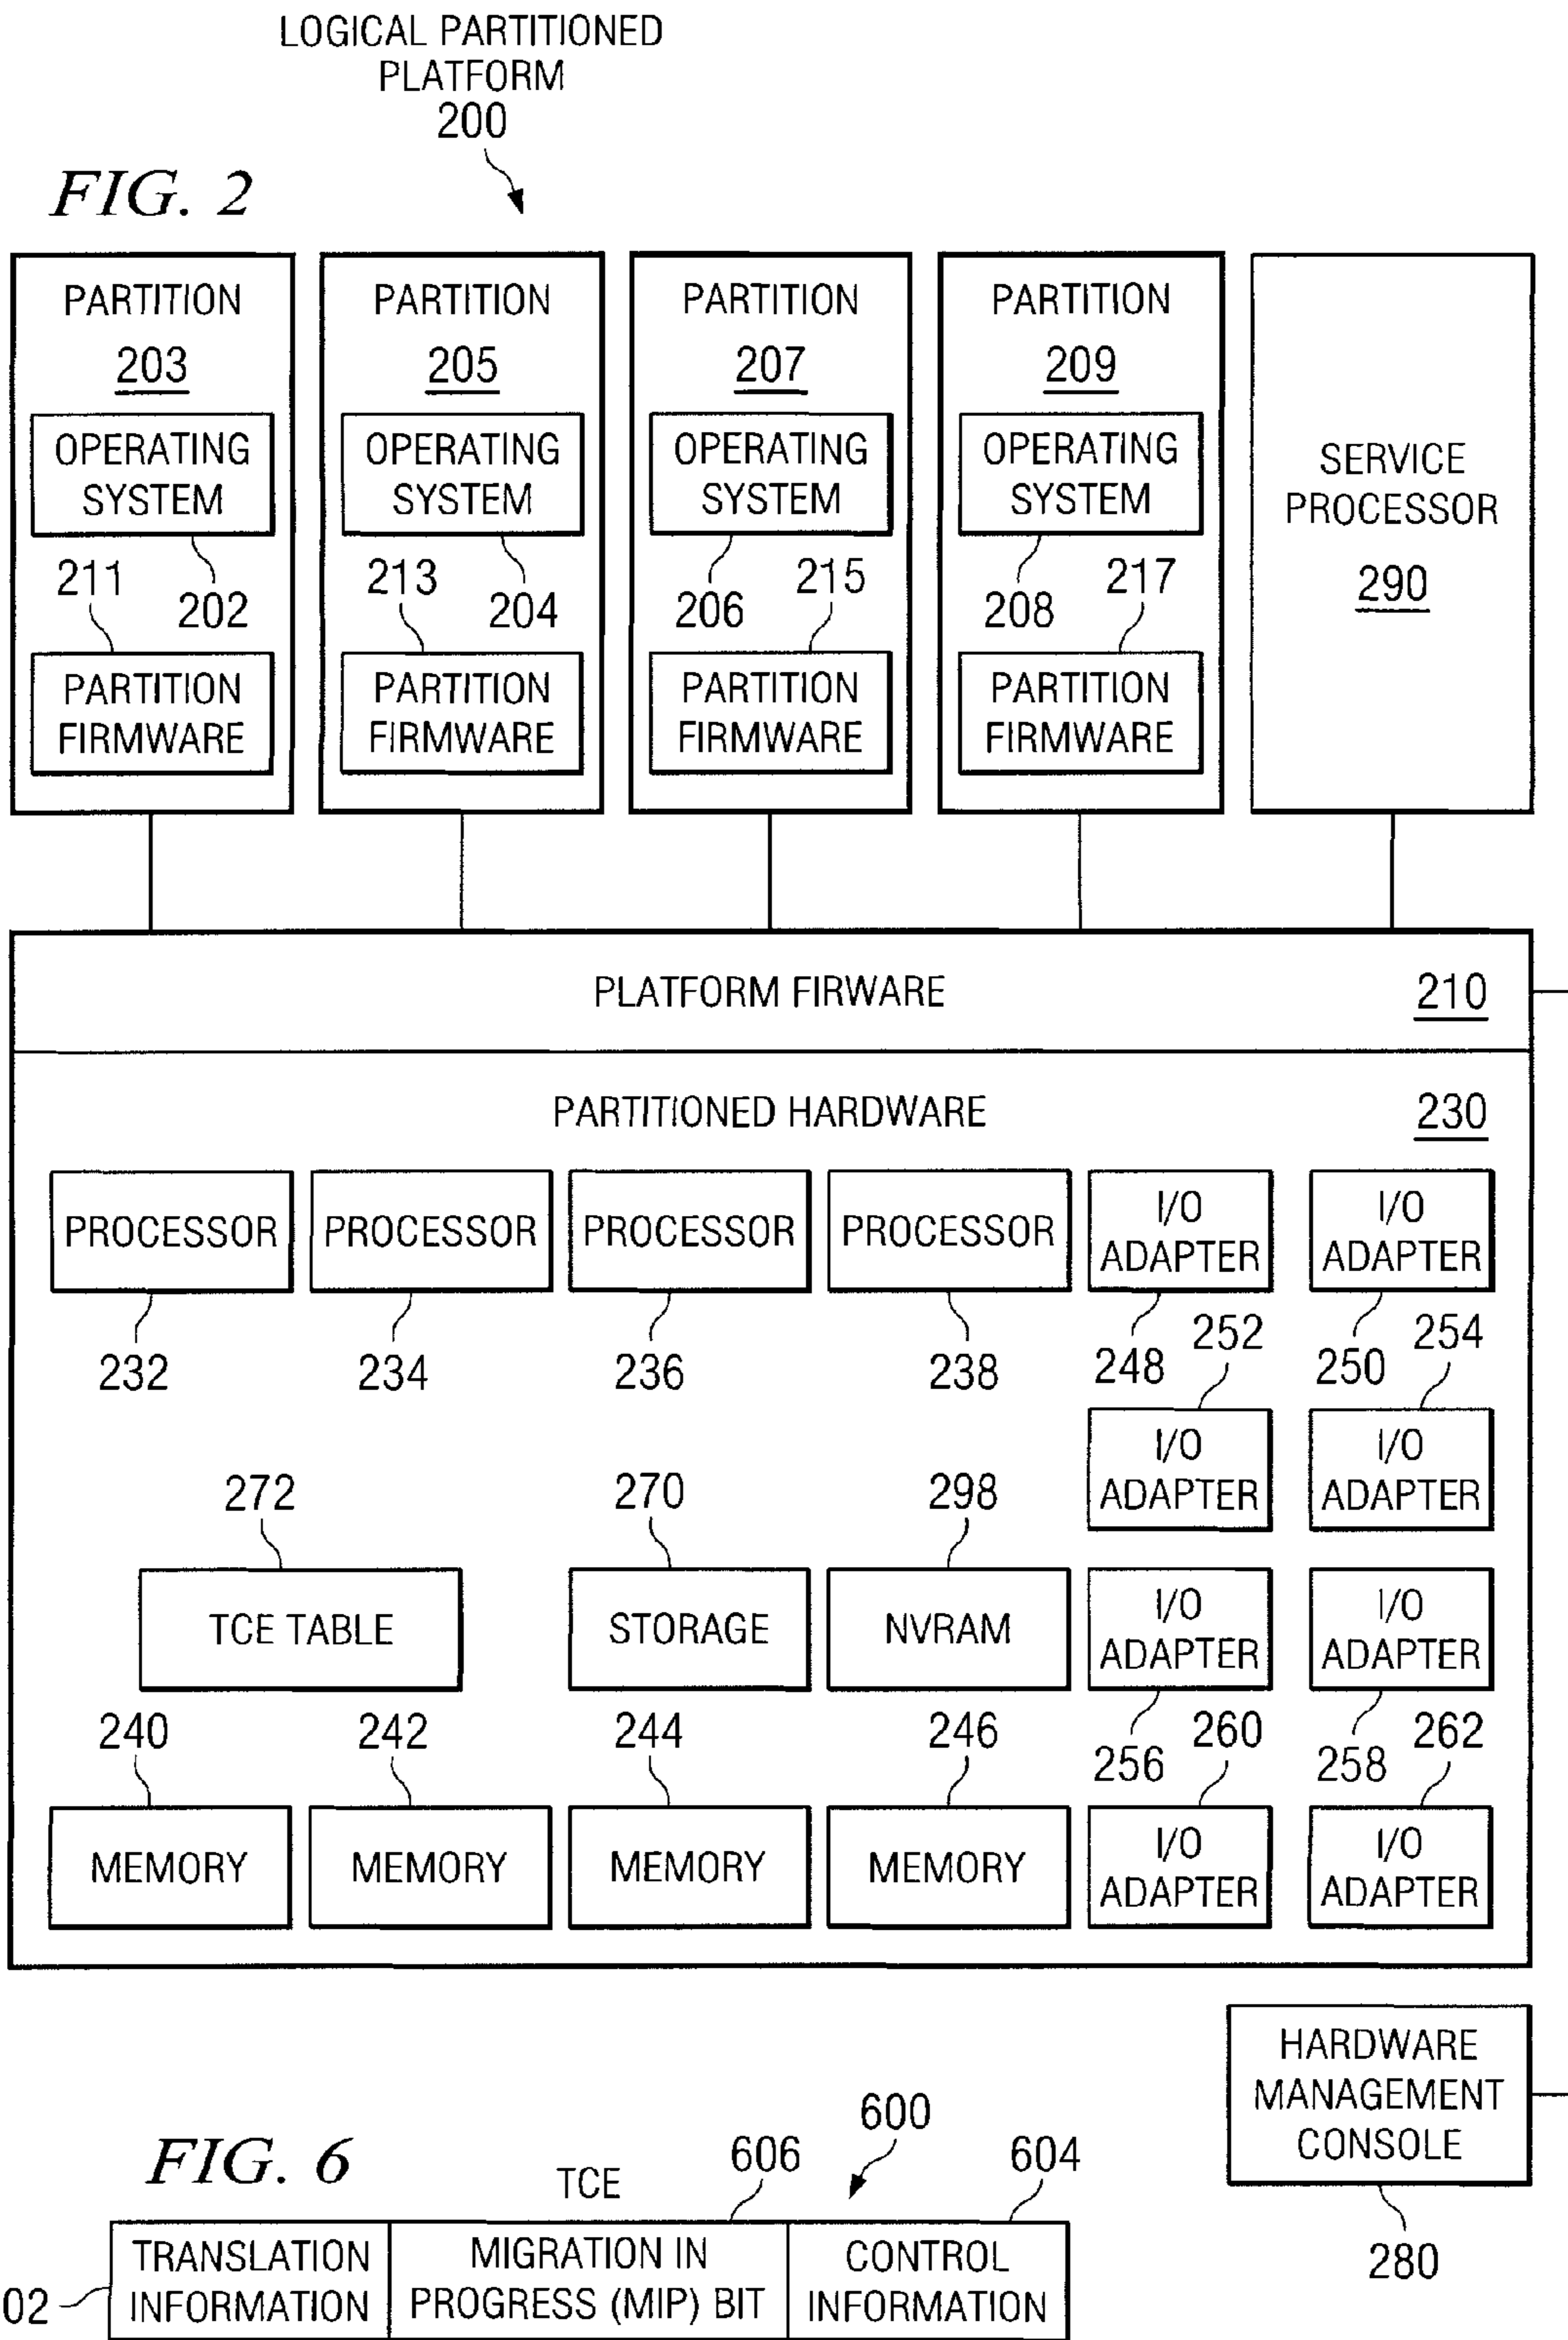 LOGICAL PARTITIONED
PLATFORM
200
FIG. 2
PARTITION
203
OPERATING
SYSTEM
211
202
PARTITION
FIRMWARE
PARTITION
205
OPERATING
SYSTEM
213
204
PARTITION
FIRMWARE
PARTITION
207
OPERATING
SYSTEM
206
215
PARTITION
FIRMWARE
PARTITION
209
OPERATING
SYSTEM
208
217
PARTITION
FIRMWARE
SERVICE
PROCESSOR
290
PLATFORM FIRWARE
210
PARTITIONED HARDWARE
230
PROCESSOR
232
PROCESSOR
234
PROCESSOR
236
PROCESSOR
238
I/O
ADAPTER
248
I/O
ADAPTER
250
252
I/O
ADAPTER
254
I/O
ADAPTER
272
TCE TABLE
270
STORAGE
298
NVRAM
I/O
ADAPTER
256
I/O
ADAPTER
258
240
MEMORY
242
MEMORY
244
MEMORY
246
MEMORY
260
I/O
ADAPTER
262
I/O
ADAPTER
HARDWARE
MANAGEMENT
CONSOLE
280
FIG. 6
TCE
606
600
604
02
TRANSLATION
INFORMATION
MIGRATION IN
PROGRESS (MIP) BIT
CONTROL
INFORMATION